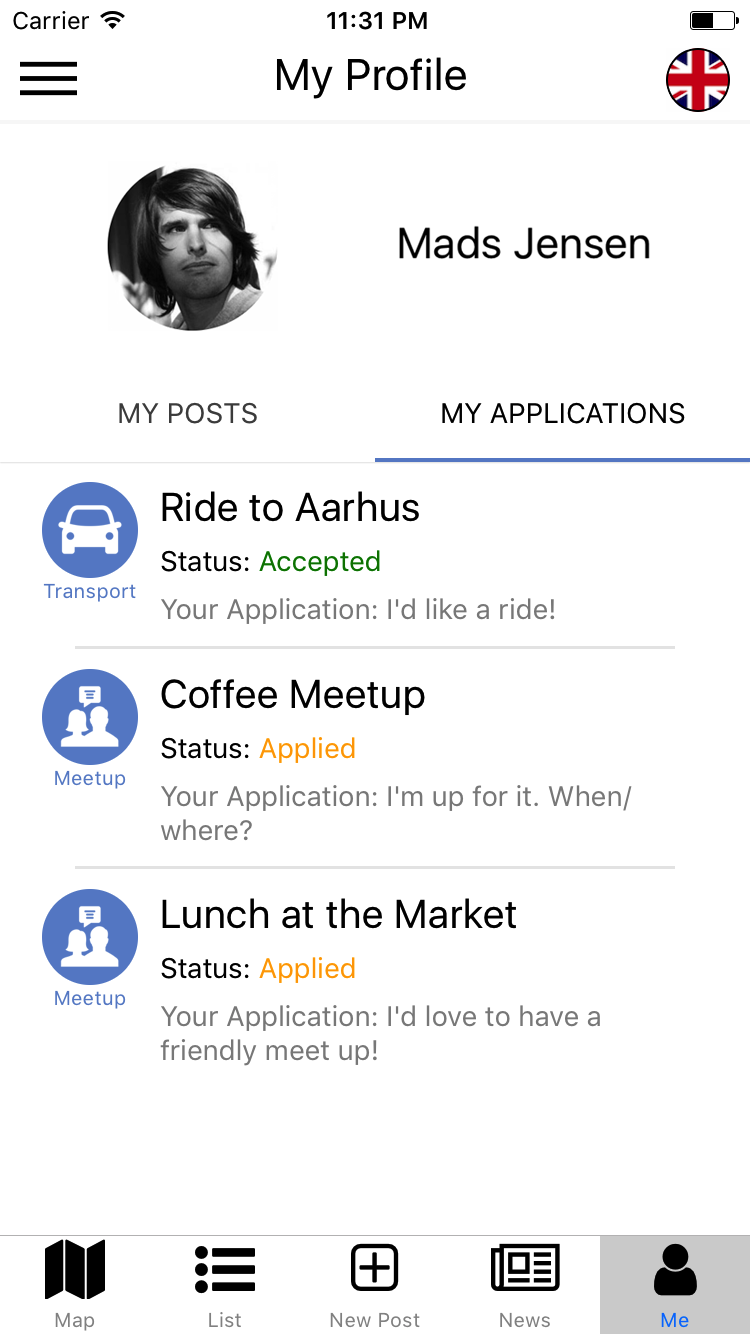 Carrier 11:31 PM
My Profile
Mads Jensen
MY POSTS MY APPLICATIONS
Ride to Aarhus
Status: Accepted
Transport
Your Application: I'd like a ride!
Coffee Meetup
Status: Applied
Meetup
Your Application: I'm up for it. When/
where?
Lunch at the Market
Status: Applied
Meetup
Your Application: I'd love to have a
friendly meet up!
Map List New Post News Me